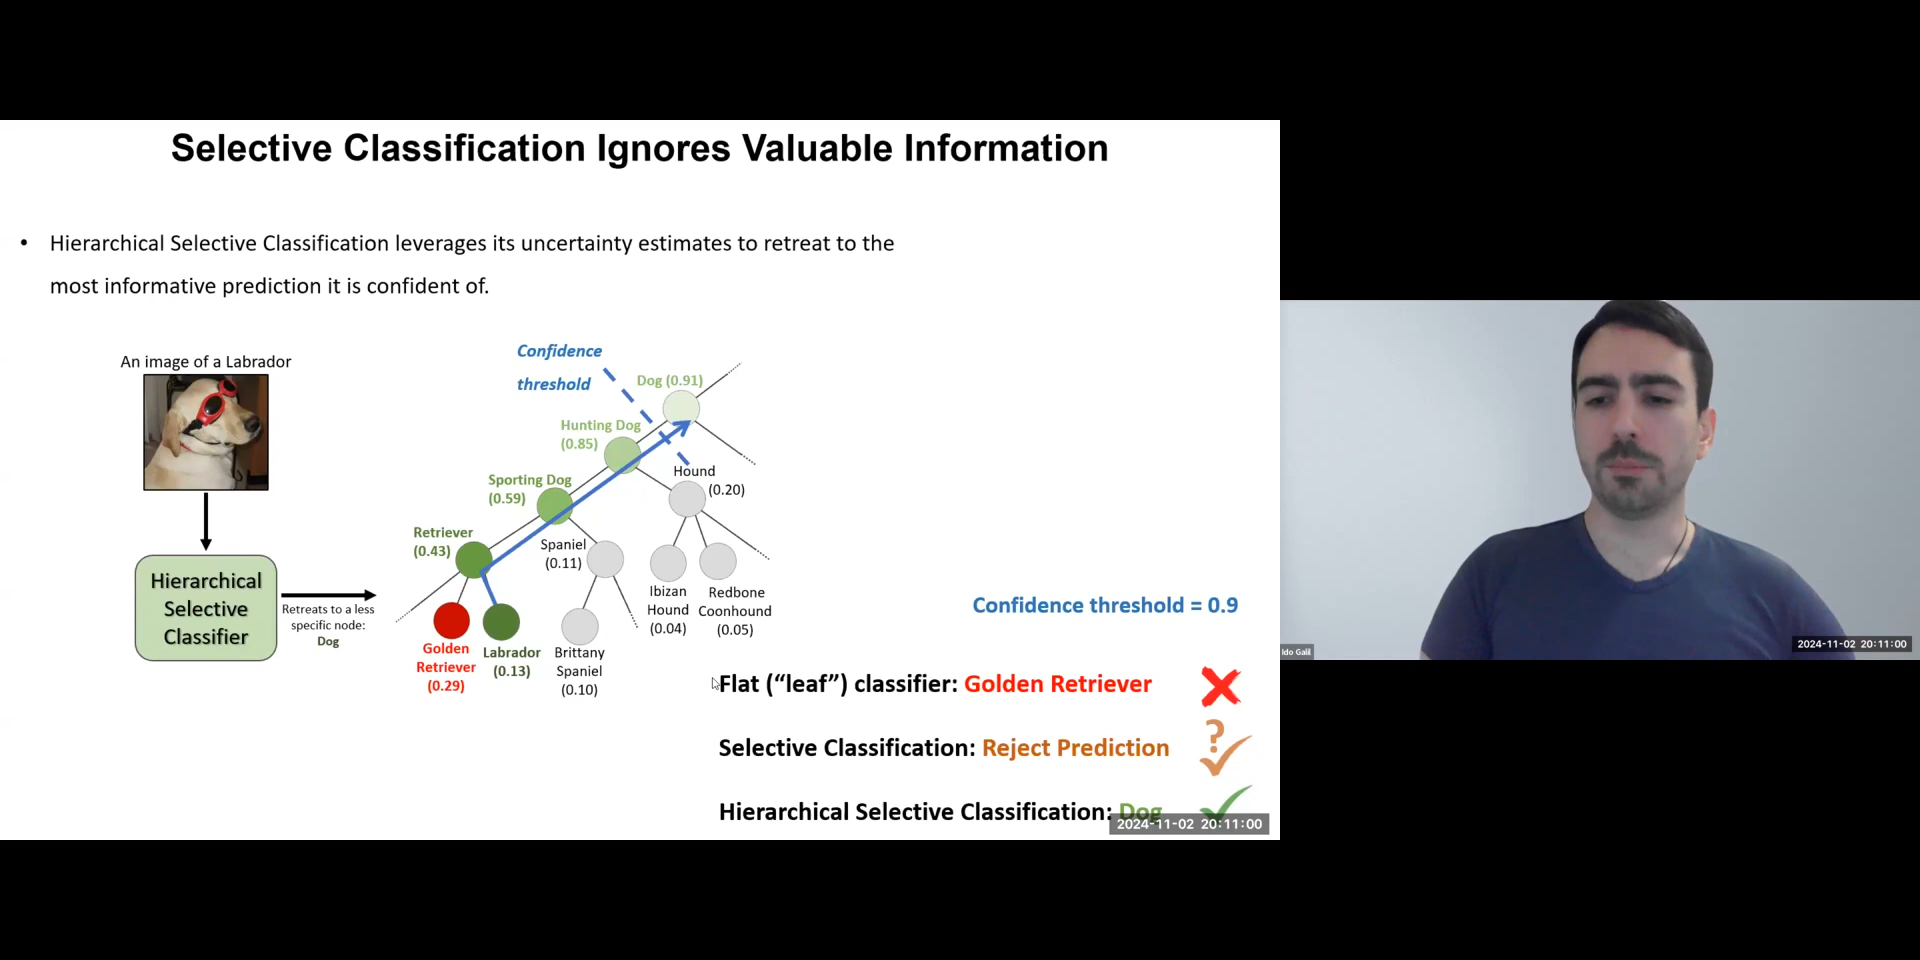 Selective Classification Ignores Valuable Information
• Hierarchical Selective Classification leverages its uncertainty estimates to retreat to the
most informative prediction it is confident of.
An image of a Labrador
Hierarchical
Selective
Classifier
Retreats to a less
specific node:
Dog
Confidence
threshold
Dog (0.91)
Hunting Dog
(0.85)
Hound
(0.20)
Sporting Dog
(0.59)
Retriever
(0.43)
Spaniel
(0.11)
Golden
Retriever
(0.29)
Labrador
(0.13)
Brittany
Spaniel
(0.10)
Ibizan
Hound
(0.04)
Redbone
Coonhound
(0.05)
Confidence threshold = 0.9
Flat (“leaf”) classifier: Golden Retriever
Selective Classification: Reject Prediction
?
Hierarchical Selective Classification: Dog
2024-11-02 20:11:00
Ido Galil
2024-11-02 20:11:00